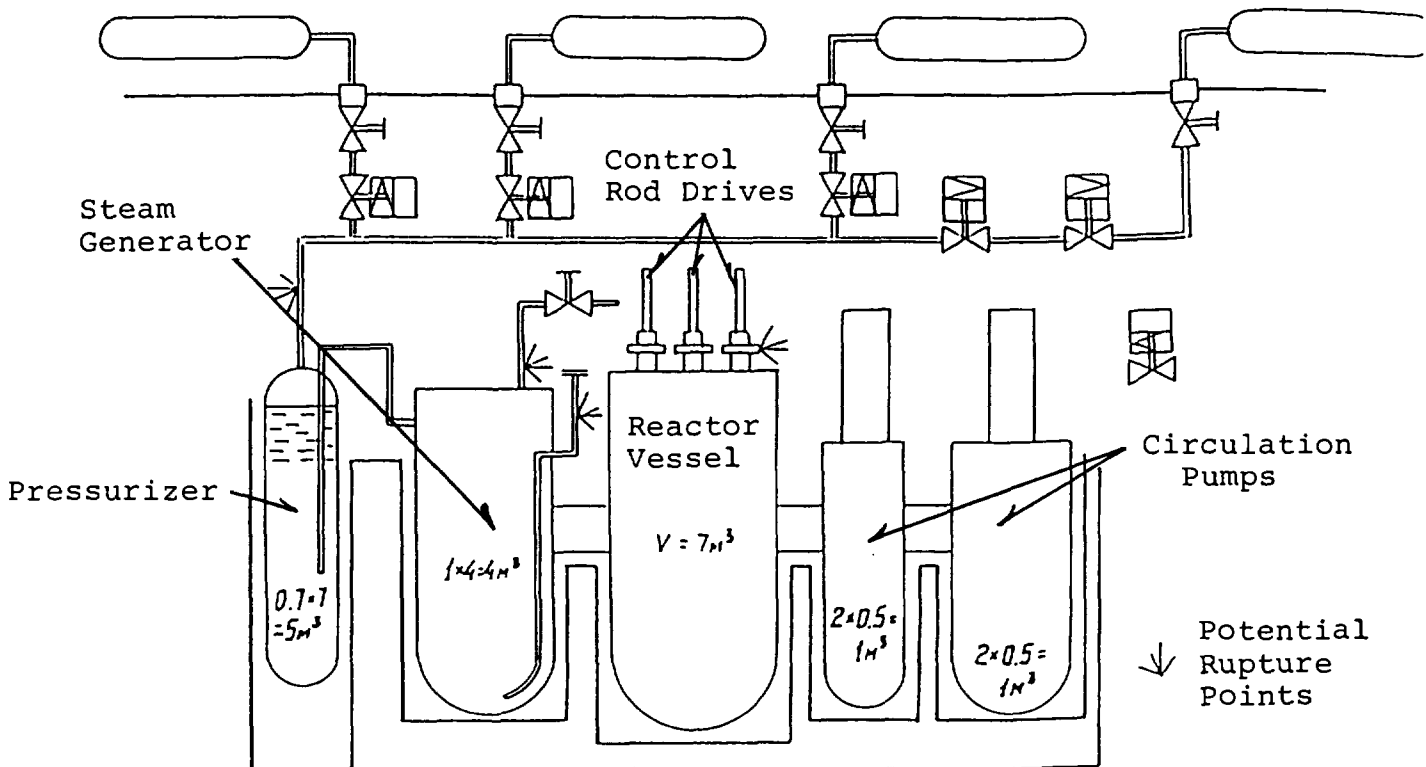 Control
Rod Drives
Steam
Generator
Pressurizer
Reactor
Vessel
V = 7м³
1×4=4м³
0.7×7
=5м³
2×0.5=
1м³
2×0.5=
1м³
Circulation
Pumps
Potential
Rupture
Points